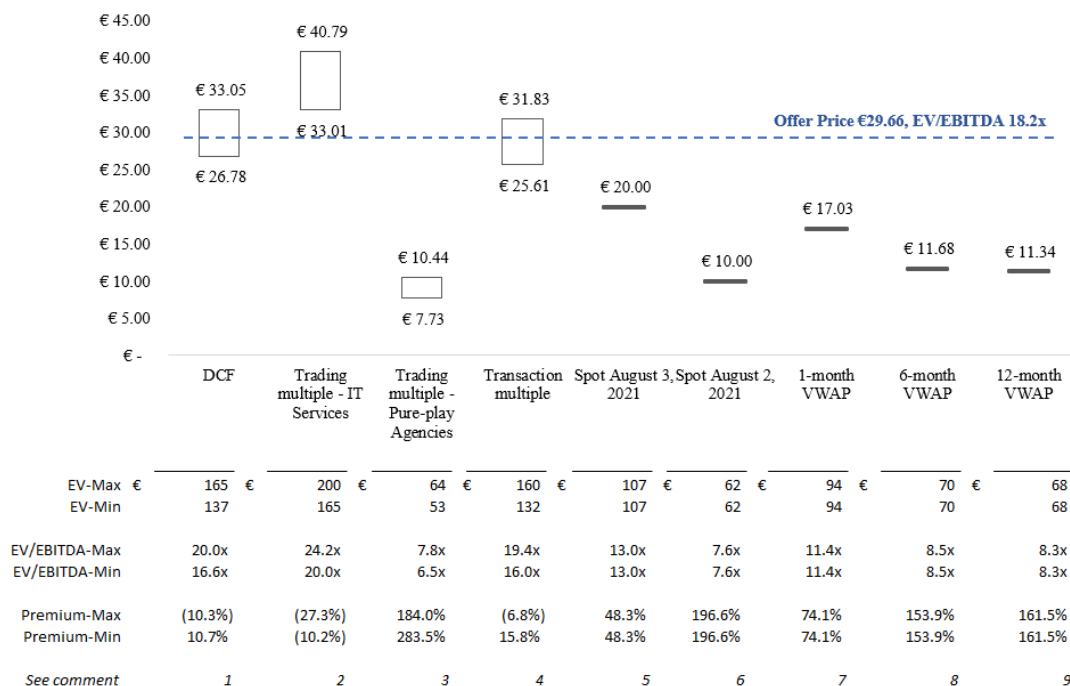 € 45.00
€ 40.00
€ 35.00
€ 30.00
€ 25.00
€ 20.00
€ 15.00
€ 10.00
€ 5.00
€ -
€ 33.05
€ 26.78
€ 40.79
€ 33.01
€ 10.44
€ 7.73
€ 31.83
€ 25.61
€ 20.00
€ 10.00
€ 17.03
€ 11.68
€ 11.34
Offer Price €29.66, EV/EBITDA 18.2x
DCF
Trading
multiple - IT
Services
Trading
multiple -
Pure-play
Agencies
Transaction
multiple
Spot August 3,
2021
Spot August 2,
2021
1-month
VWAP
6-month
VWAP
12-month
VWAP
EV-Max € 165 € 200 € 64 € 160 € 107 € 62 € 94 € 70 € 68
EV-Min 137 165 53 132 107 62 94 70 68
EV/EBITDA-Max 20.0x 24.2x 7.8x 19.4x 13.0x 7.6x 11.4x 8.5x 8.3x
EV/EBITDA-Min 16.6x 20.0x 6.5x 16.0x 13.0x 7.6x 11.4x 8.5x 8.3x
Premium-Max (10.3%) (27.3%) 184.0% (6.8%) 48.3% 196.6% 74.1% 153.9% 161.5%
Premium-Min 10.7% (10.2%) 283.5% 15.8% 48.3% 196.6% 74.1% 153.9% 161.5%
See comment 1 2 3 4 5 6 7 8 9